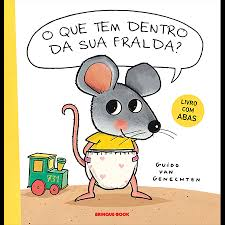 O QUE TEM DENTRO
DA SUA FRALDA?
LIVRO
COM
ABAS
GUIDO
VAN
GENECHTEN
BRINQUE-BOOK